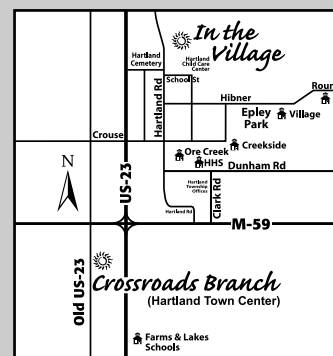 In the
Village
Hartland
Cemetery
Hartland
Child Care
Center
School St
Hartland Rd
Hibner
Roun
Epley
Park
Village
Crouse
Creekside
Ore Creek
HHS
Dunham Rd
N
US-23
Hartland
Township
Offices
Clark Rd
Hartland Rd
M-59
Old US-23
Crossroads Branch
(Hartland Town Center)
Farms & Lakes
Schools